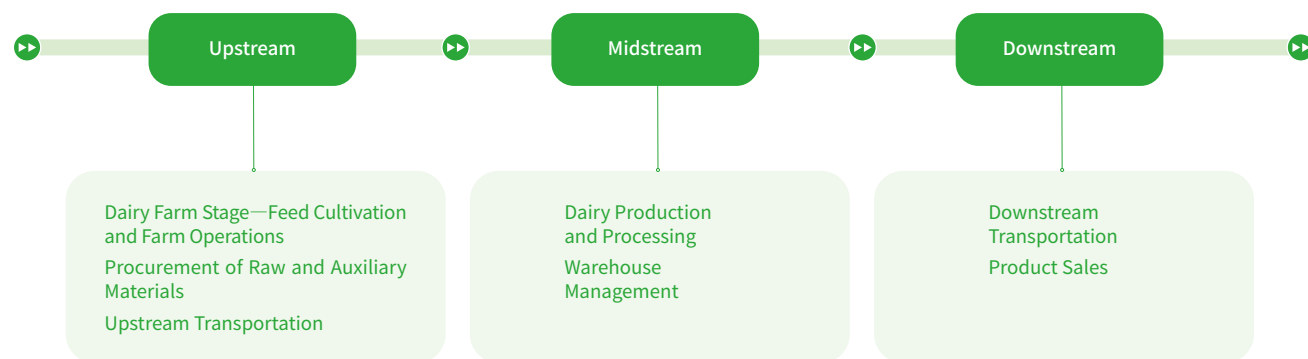 Upstream
Midstream
Downstream
Dairy Farm Stage—Feed Cultivation
and Farm Operations
Procurement of Raw and Auxiliary
Materials
Upstream Transportation
Dairy Production
and Processing
Warehouse
Management
Downstream
Transportation
Product Sales